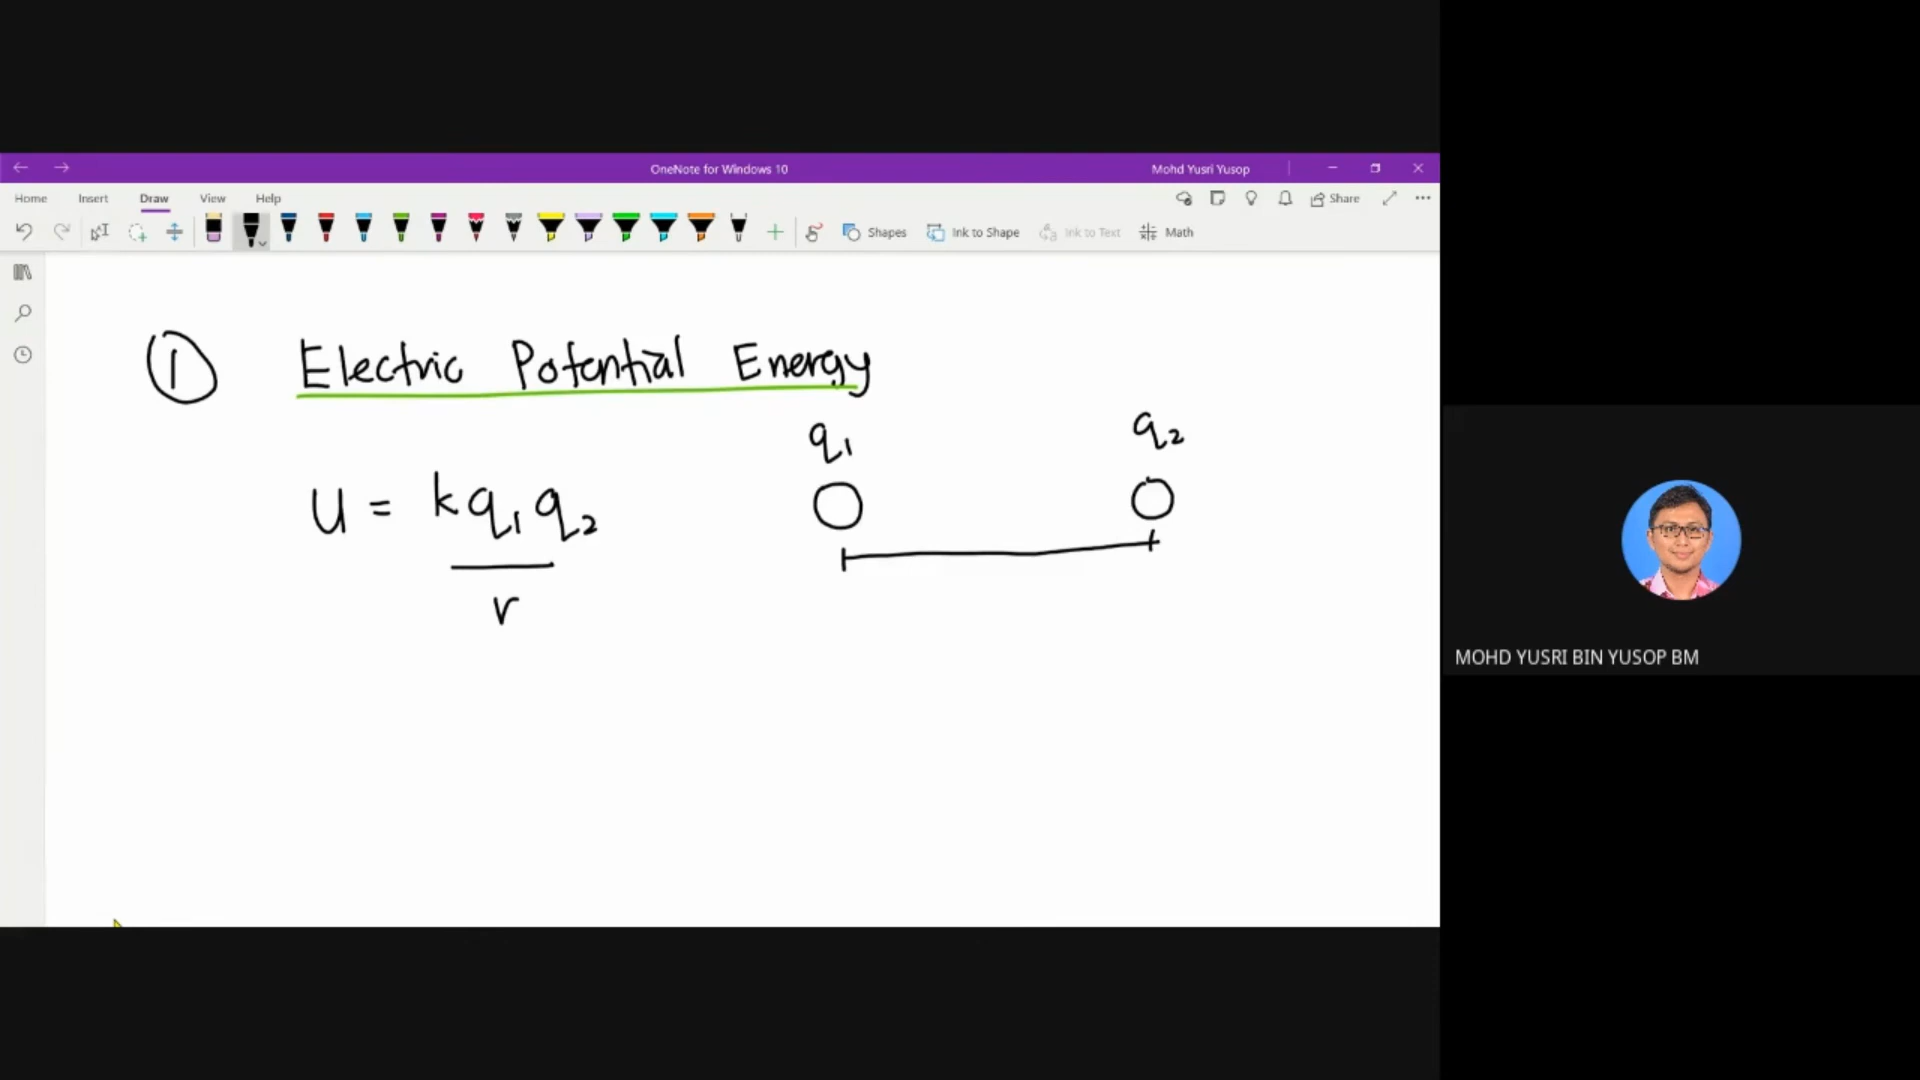 OneNote for Windows 10
Mohd Yusri Yusop
Home Insert Draw View Help
Share
Shapes Ink to Shape Ink to Text Math
① Electric Potential Energy
q₁ q₂
U = kq₁q₂
r
MOHD YUSRI BIN YUSOP BM